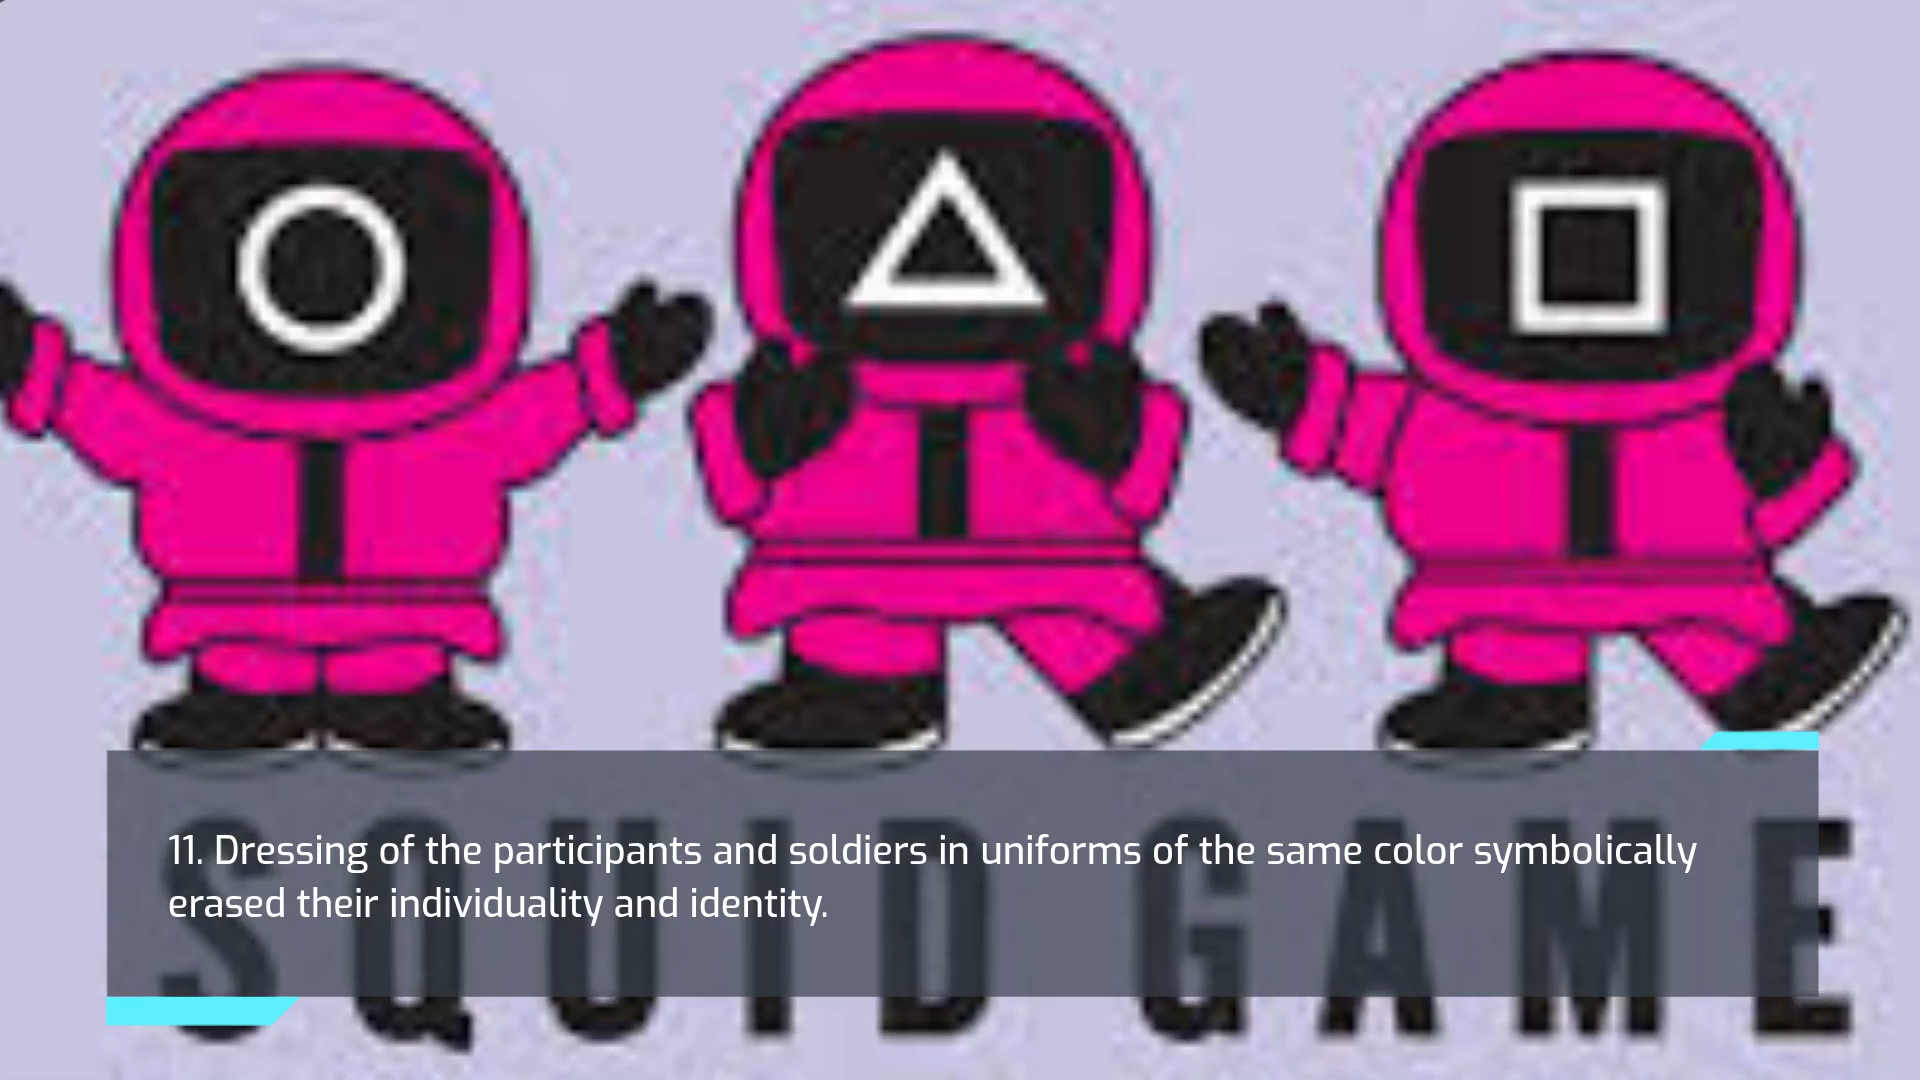 11. Dressing of the participants and soldiers in uniforms of the same color symbolically
erased their individuality and identity.
SQUID GAME